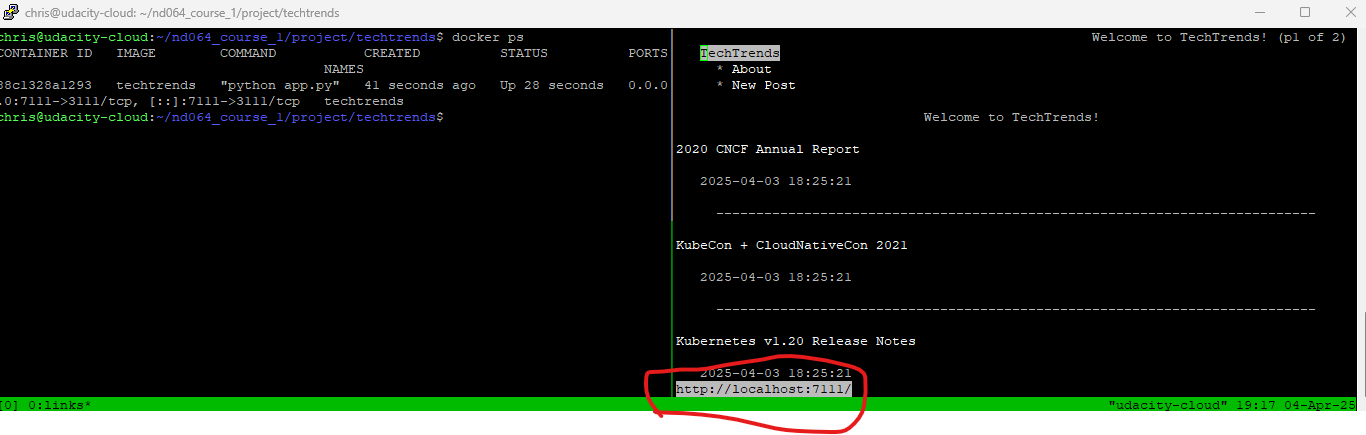 chris@udacity-cloud: ~/nd064_course_1/project/techtrends
chris@udacity-cloud:~/nd064_course_1/project/techtrends$ docker ps
CONTAINER ID   IMAGE        COMMAND           CREATED          STATUS          PORTS
NAMES
38c1328a1293   techtrends   "python app.py"   41 seconds ago   Up 28 seconds   0.0.0
.0:7111->3111/tcp, [::]:7111->3111/tcp   techtrends
chris@udacity-cloud:~/nd064_course_1/project/techtrends$
Welcome to TechTrends! (p1 of 2)
TechTrends
* About
* New Post
Welcome to TechTrends!
2020 CNCF Annual Report
2025-04-03 18:25:21
---------------------------------------------------------------------------
KubeCon + CloudNativeCon 2021
2025-04-03 18:25:21
---------------------------------------------------------------------------
Kubernetes v1.20 Release Notes
2025-04-03 18:25:21
http://localhost:7111/
[0] 0:links*
"udacity-cloud" 19:17 04-Apr-25